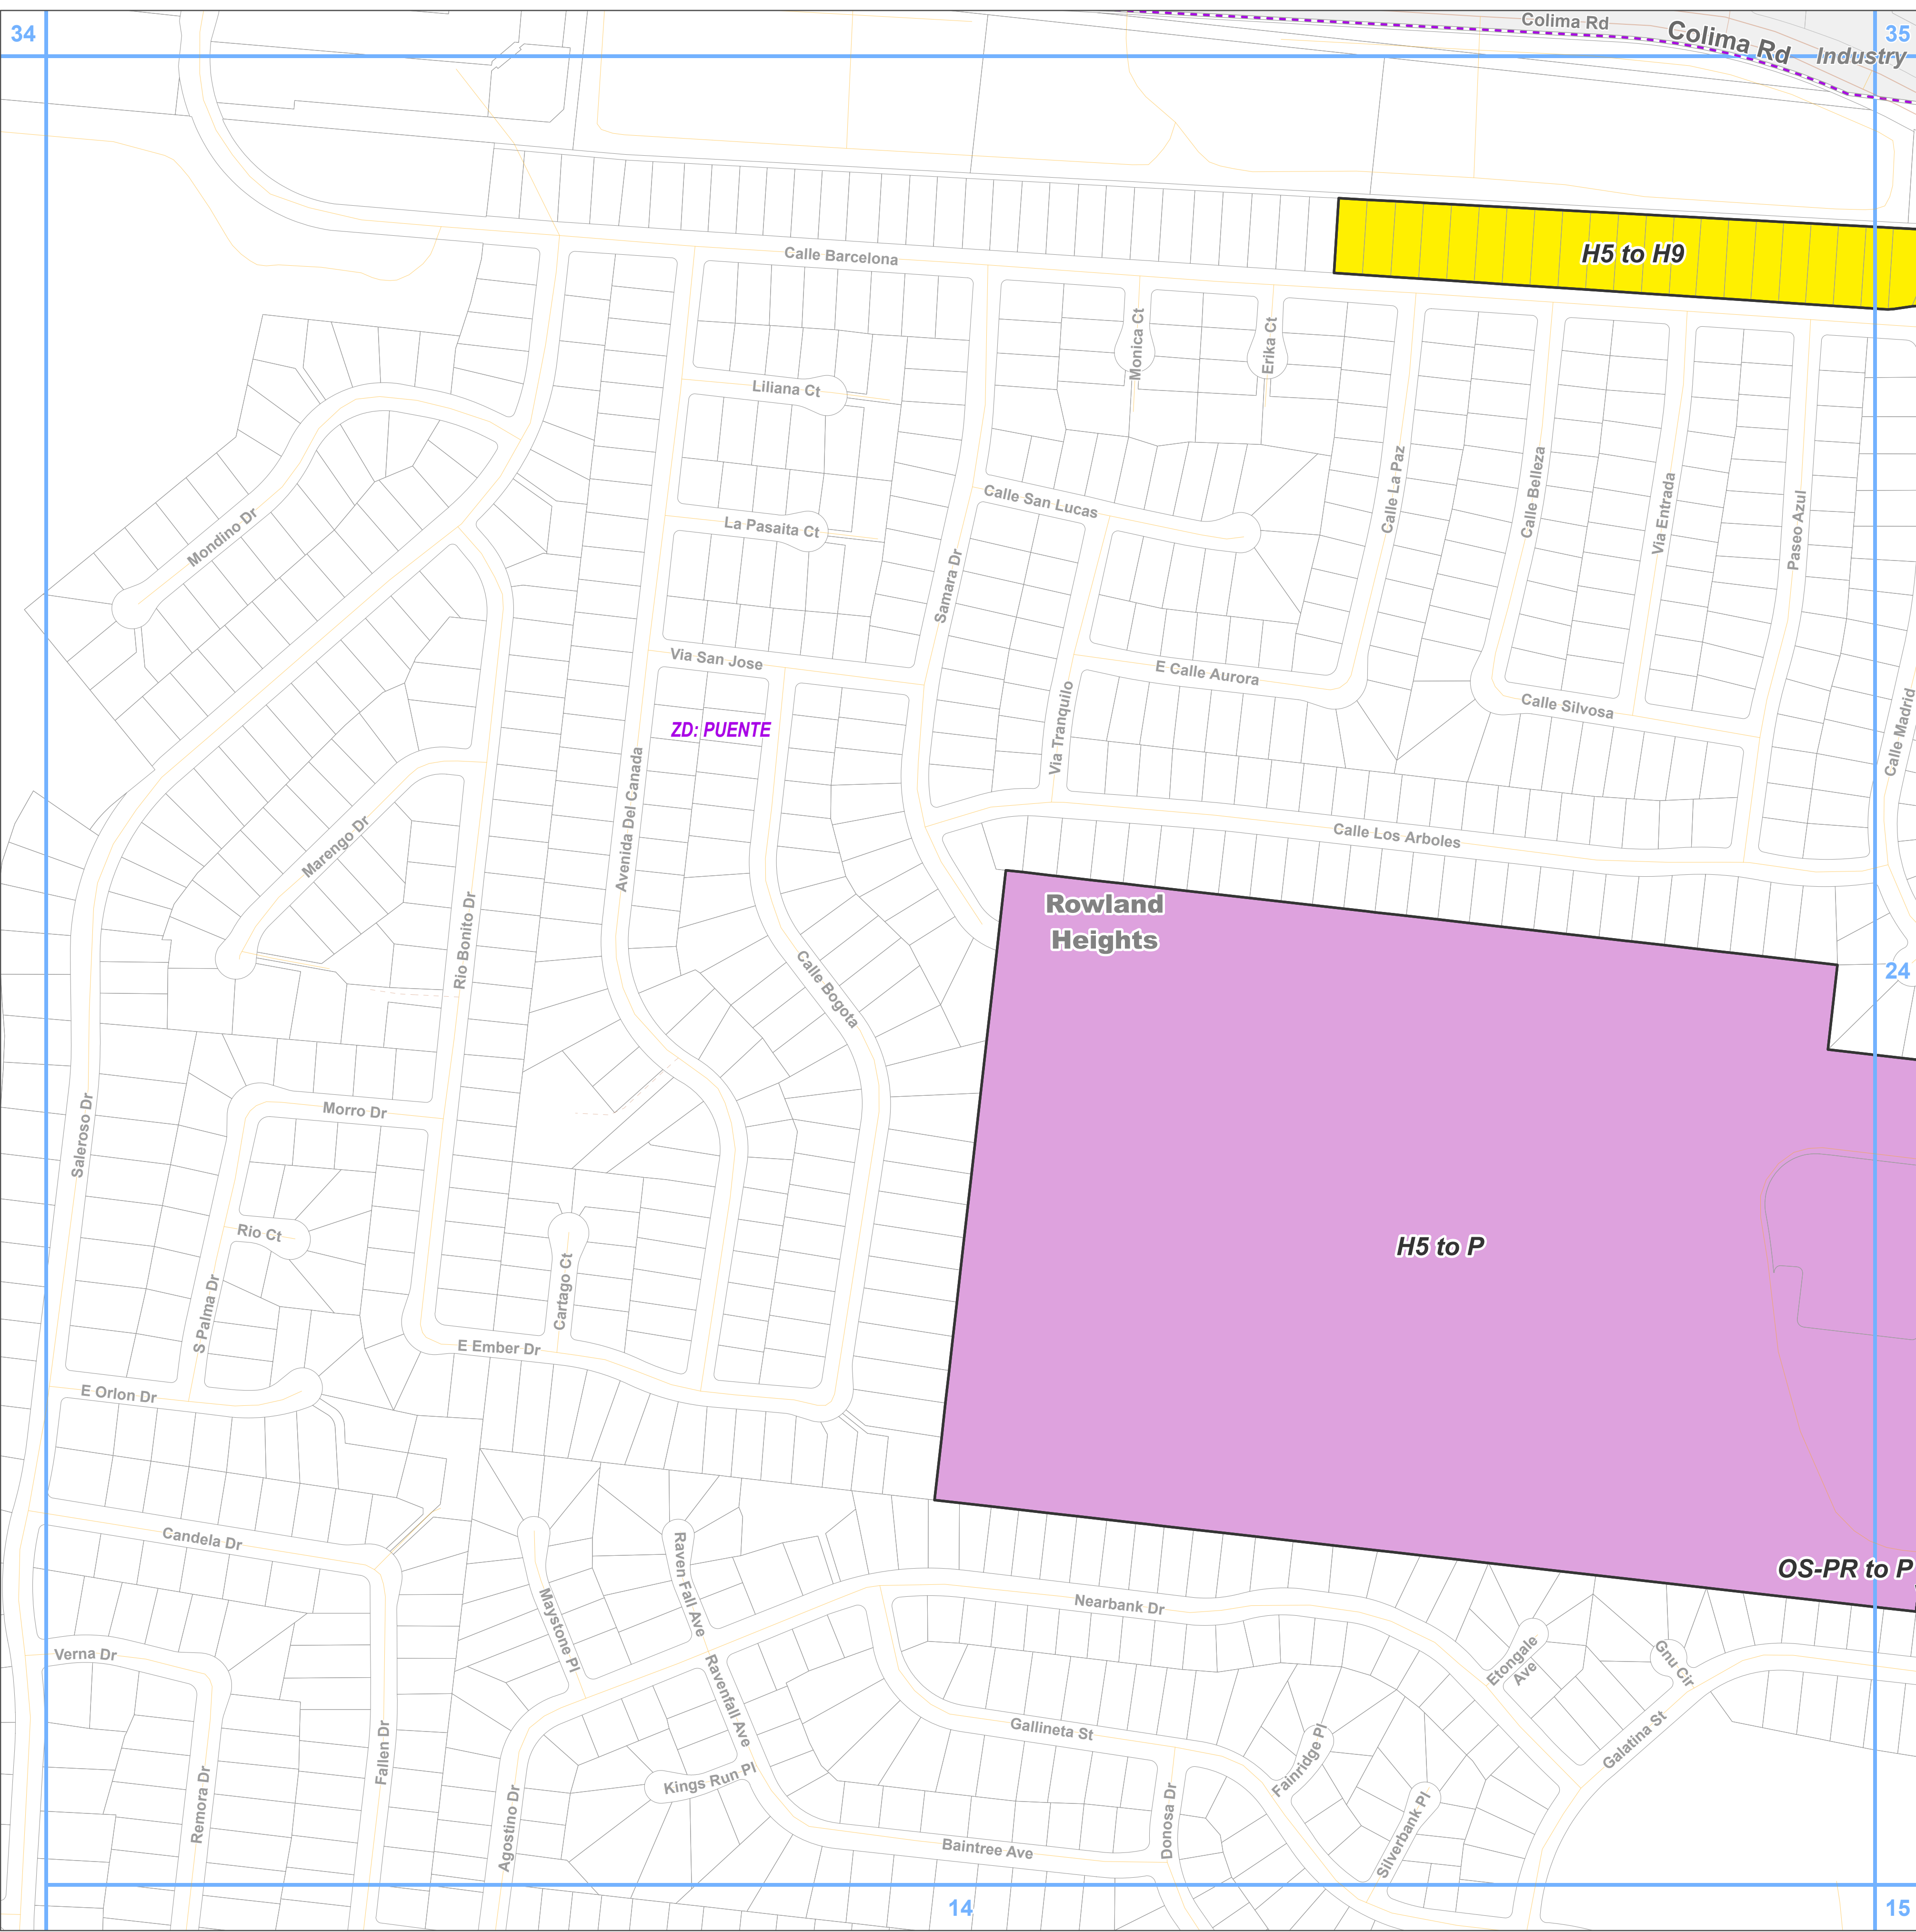 34
Colima Rd
Colima Rd
35
Industry
H5 to H9
Calle Barcelona
Monica Ct
Erika Ct
Liliana Ct
Calle La Paz
Calle Belleza
Via Entrada
Paseo Azul
Calle San Lucas
Mondino Dr
La Pasaita Ct
Samara Dr
Via San Jose
E Calle Aurora
Via Tranquilo
Calle Silvosa
Calle Madrid
ZD: PUENTE
Avenida Del Canada
Marengo Dr
Calle Los Arboles
Rowland
Heights
Rio Bonito Dr
Calle Bogota
24
Saleroso Dr
Morro Dr
Rio Ct
H5 to P
S Palma Dr
Cartago Ct
E Ember Dr
E Orlon Dr
Candela Dr
Raven Fall Ave
Maystone Pl
OS-PR to P
Nearbank Dr
Verna Dr
Etongale
Ave
Gnu Cir
Ravenfall Ave
Gallineta St
Galatina St
Fainridge Pl
Fallen Dr
Kings Run Pl
Remora Dr
Agostino Dr
Donosa Dr
Silverbank Pl
Baintree Ave
14
15